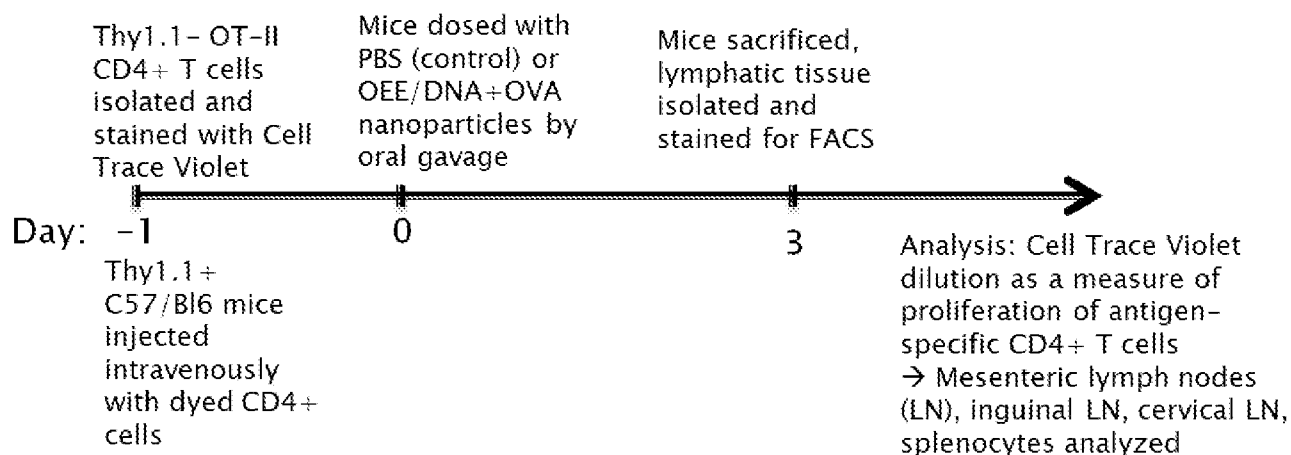 Thy1.1- OT-II
CD4+ T cells
isolated and
stained with Cell
Trace Violet
Mice dosed with
PBS (control) or
OEE/DNA+OVA
nanoparticles by
oral gavage
Mice sacrificed,
lymphatic tissue
isolated and
stained for FACS
Day: -1 0 3
Thy1.1+
C57/Bl6 mice
injected
intravenously
with dyed CD4+
cells
Analysis: Cell Trace Violet
dilution as a measure of
proliferation of antigen-
specific CD4+ T cells
→ Mesenteric lymph nodes
(LN), inguinal LN, cervical LN,
splenocytes analyzed